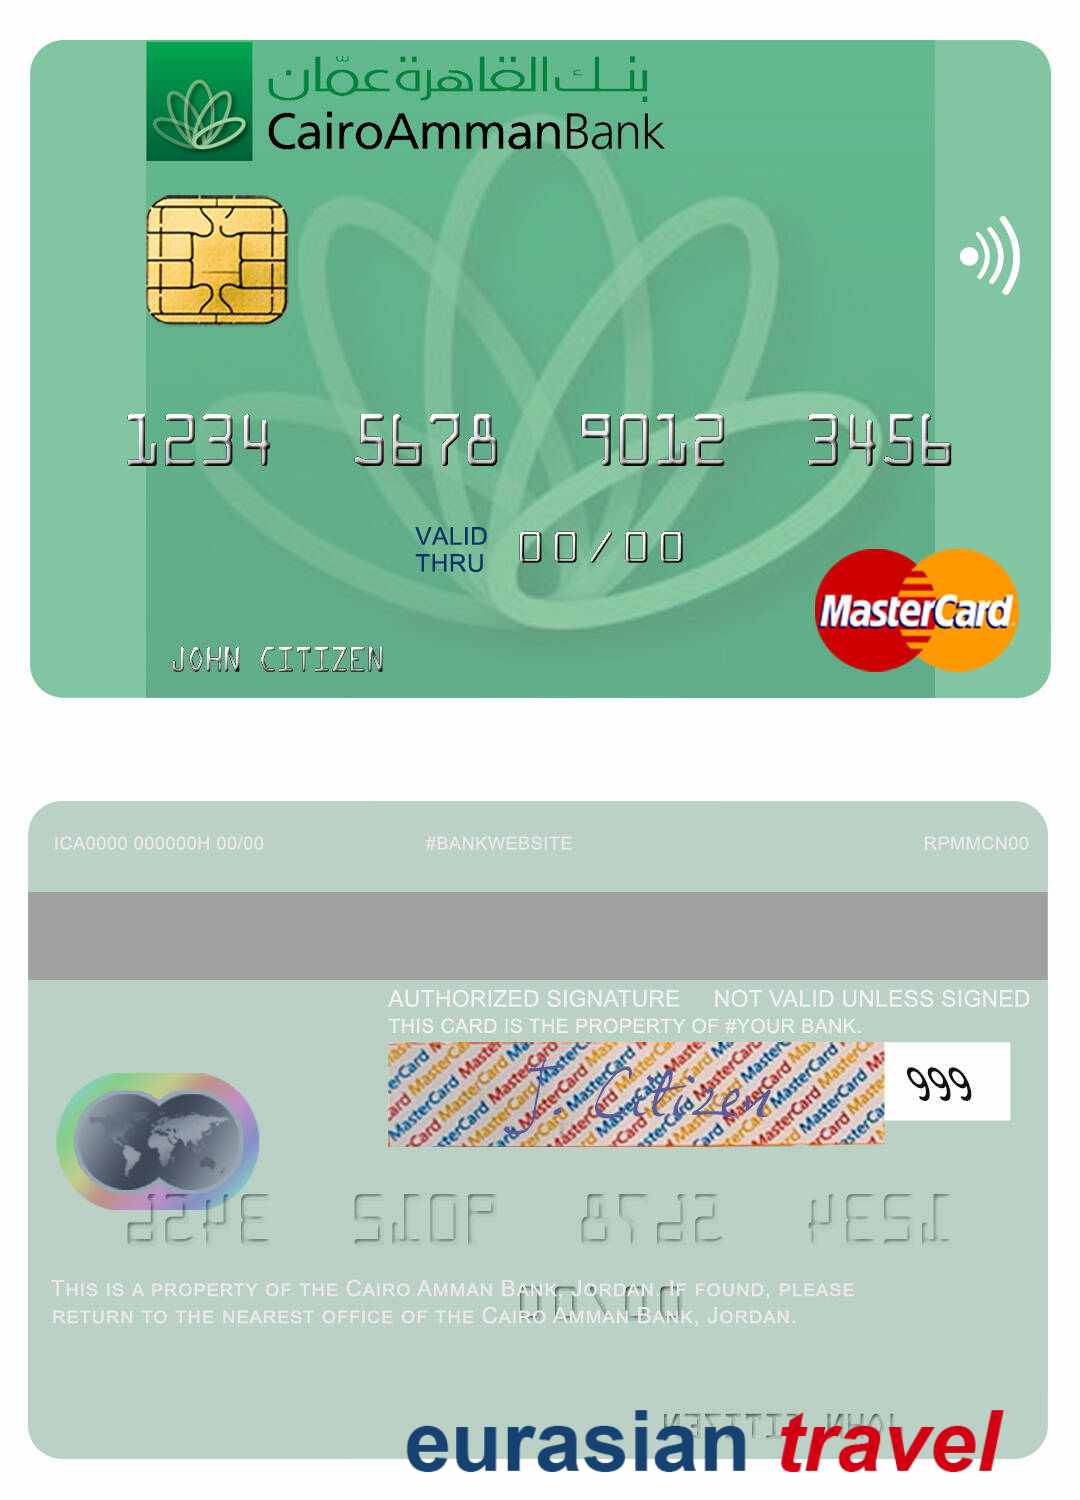 بنك القاهرة عمّان
CairoAmmanBank
1234 5678 9012 3456
VALID THRU 00/00
MasterCard
JOHN CITIZEN
ICA0000 000000H 00/00 #BANKWEBSITE RPMMCN00
AUTHORIZED SIGNATURE NOT VALID UNLESS SIGNED
THIS CARD IS THE PROPERTY OF #YOUR BANK.
J. Citizen 999
THIS IS A PROPERTY OF THE CAIRO AMMAN BANK, JORDAN. IF FOUND, PLEASE
RETURN TO THE NEAREST OFFICE OF THE CAIRO AMMAN BANK, JORDAN.
eurasian travel